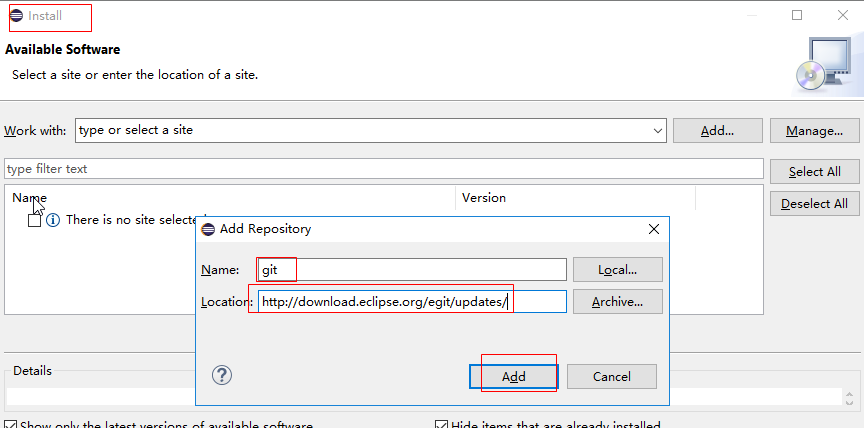 Install
Available Software
Select a site or enter the location of a site.
Work with: type or select a site Add... Manage...
type filter text Select All
Name Version
Deselect All
There is no site selected
Add Repository
Name: git Local...
Location: http://download.eclipse.org/egit/updates/ Archive...
Add Cancel
Details
Show only the latest versions of available software Hide items that are already installed